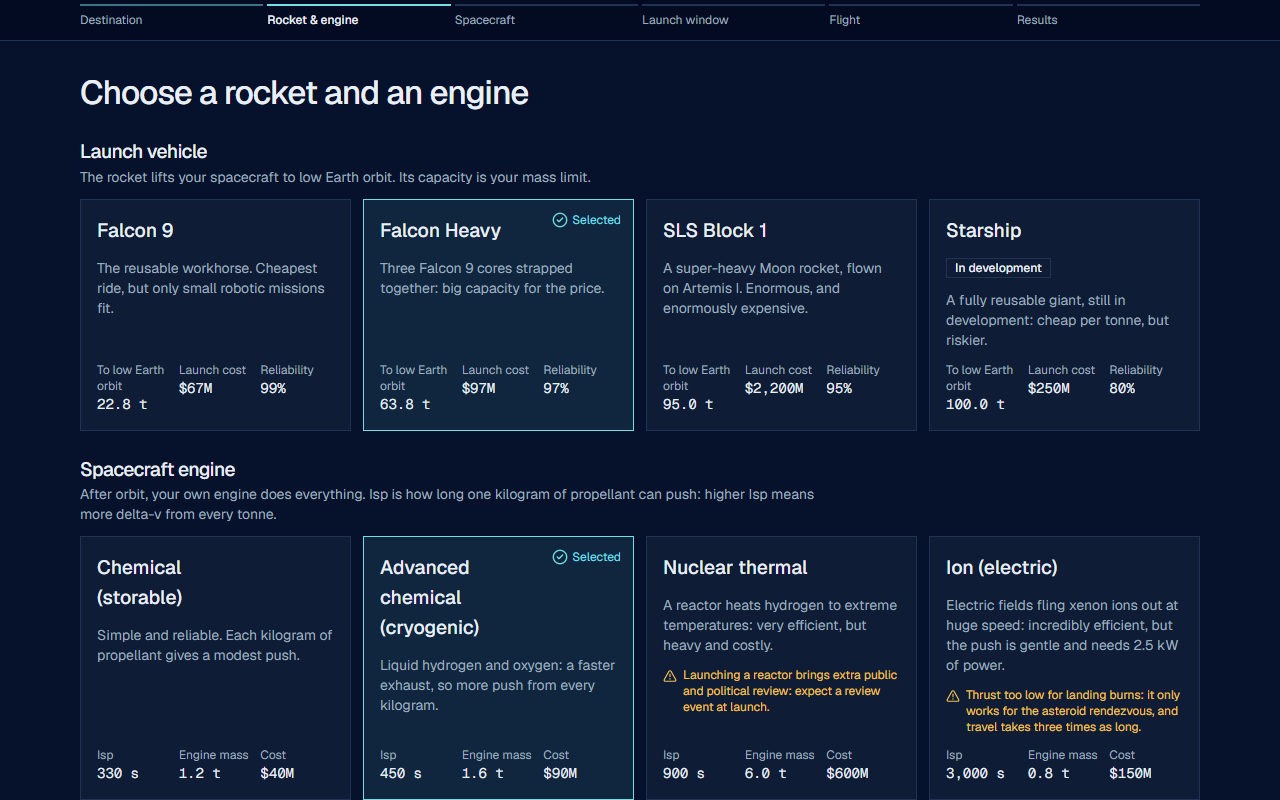 Destination
Rocket & engine
Spacecraft
Launch window
Flight
Results
Choose a rocket and an engine
Launch vehicle
The rocket lifts your spacecraft to low Earth orbit. Its capacity is your mass limit.
Falcon 9
The reusable workhorse. Cheapest
ride, but only small robotic missions
fit.
To low Earth
orbit
22.8 t
Launch cost
$67M
Reliability
99%
Falcon Heavy
Selected
Three Falcon 9 cores strapped
together: big capacity for the price.
To low Earth
orbit
63.8 t
Launch cost
$97M
Reliability
97%
SLS Block 1
A super-heavy Moon rocket, flown
on Artemis I. Enormous, and
enormously expensive.
To low Earth
orbit
95.0 t
Launch cost
$2,200M
Reliability
95%
Starship
In development
A fully reusable giant, still in
development: cheap per tonne, but
riskier.
To low Earth
orbit
100.0 t
Launch cost
$250M
Reliability
80%
Spacecraft engine
After orbit, your own engine does everything. Isp is how long one kilogram of propellant can push: higher Isp means
more delta-v from every tonne.
Chemical
(storable)
Simple and reliable. Each kilogram of
propellant gives a modest push.
Isp
330 s
Engine mass
1.2 t
Cost
$40M
Advanced
chemical
(cryogenic)
Selected
Liquid hydrogen and oxygen: a faster
exhaust, so more push from every
kilogram.
Isp
450 s
Engine mass
1.6 t
Cost
$90M
Nuclear thermal
A reactor heats hydrogen to extreme
temperatures: very efficient, but
heavy and costly.
Launching a reactor brings extra public
and political review: expect a review
event at launch.
Isp
900 s
Engine mass
6.0 t
Cost
$600M
Ion (electric)
Electric fields fling xenon ions out at
huge speed: incredibly efficient, but
the push is gentle and needs 2.5 kW
of power.
Thrust too low for landing burns: it only
works for the asteroid rendezvous, and
travel takes three times as long.
Isp
3,000 s
Engine mass
0.8 t
Cost
$150M